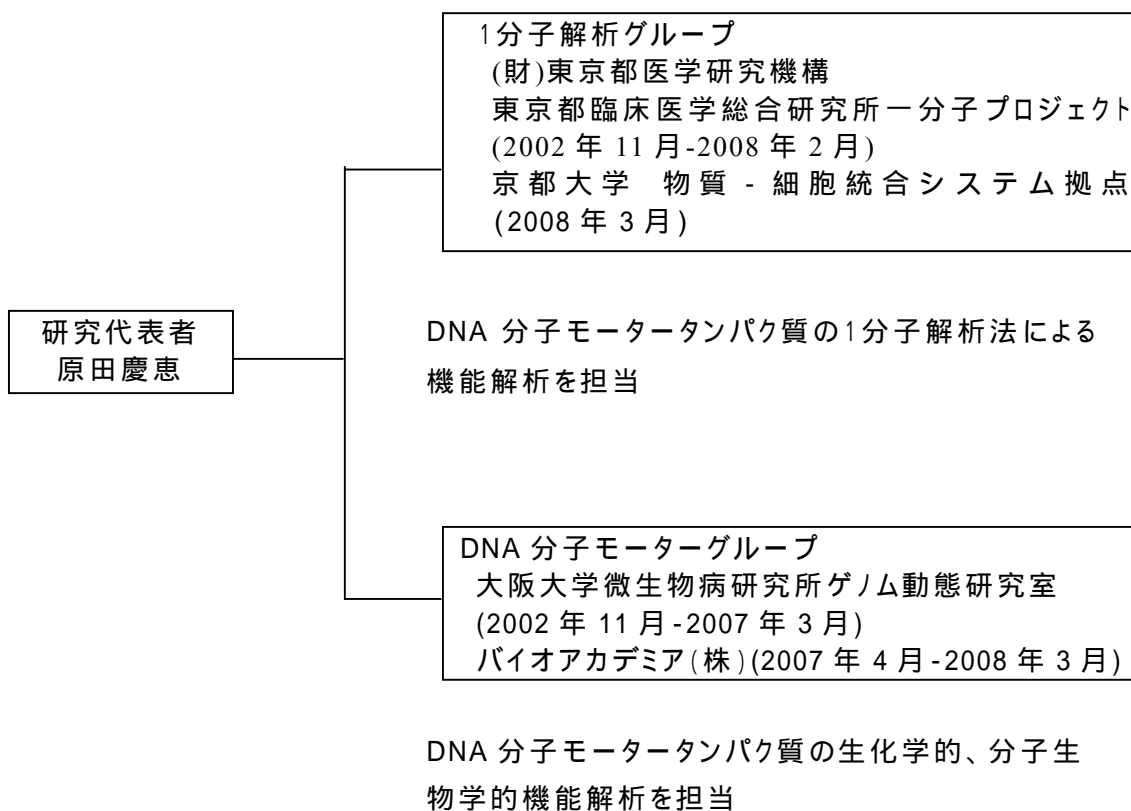 1分子解析グループ
(財)東京都医学研究機構
東京都臨床医学総合研究所一分子プロジェクト
(2002 年 11 月-2008 年 2 月)
京都大学 物質 - 細胞統合システム拠点
(2008 年 3 月)
研究代表者
原田慶恵
DNA 分子モータータンパク質の1分子解析法による
機能解析を担当
DNA 分子モーターグループ
大阪大学微生物病研究所ゲノム動態研究室
(2002 年 11 月-2007 年 3 月)
バイオアカデミア(株)(2007 年 4 月-2008 年 3 月)
DNA 分子モータータンパク質の生化学的、分子生
物学的機能解析を担当